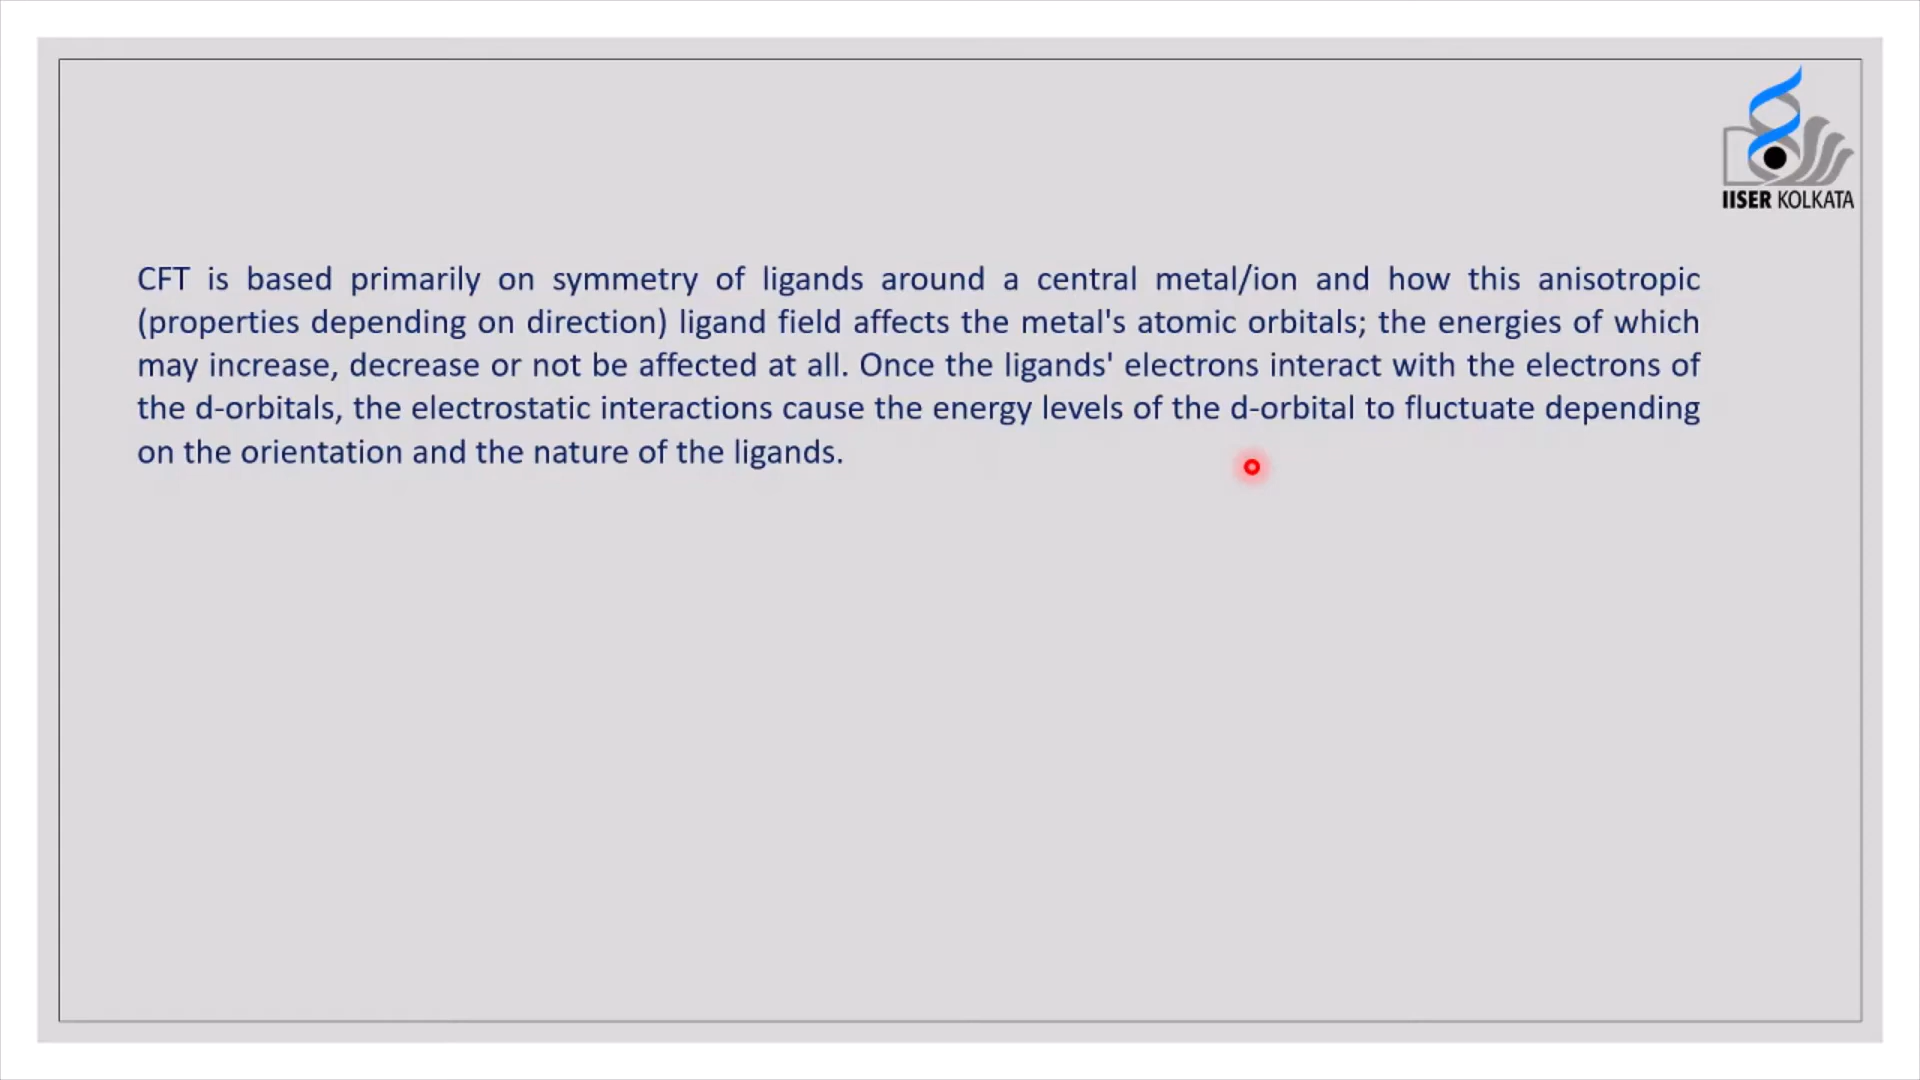 IISER KOLKATA
CFT is based primarily on symmetry of ligands around a central metal/ion and how this anisotropic
(properties depending on direction) ligand field affects the metal's atomic orbitals; the energies of which
may increase, decrease or not be affected at all. Once the ligands' electrons interact with the electrons of
the d-orbitals, the electrostatic interactions cause the energy levels of the d-orbital to fluctuate depending
on the orientation and the nature of the ligands.